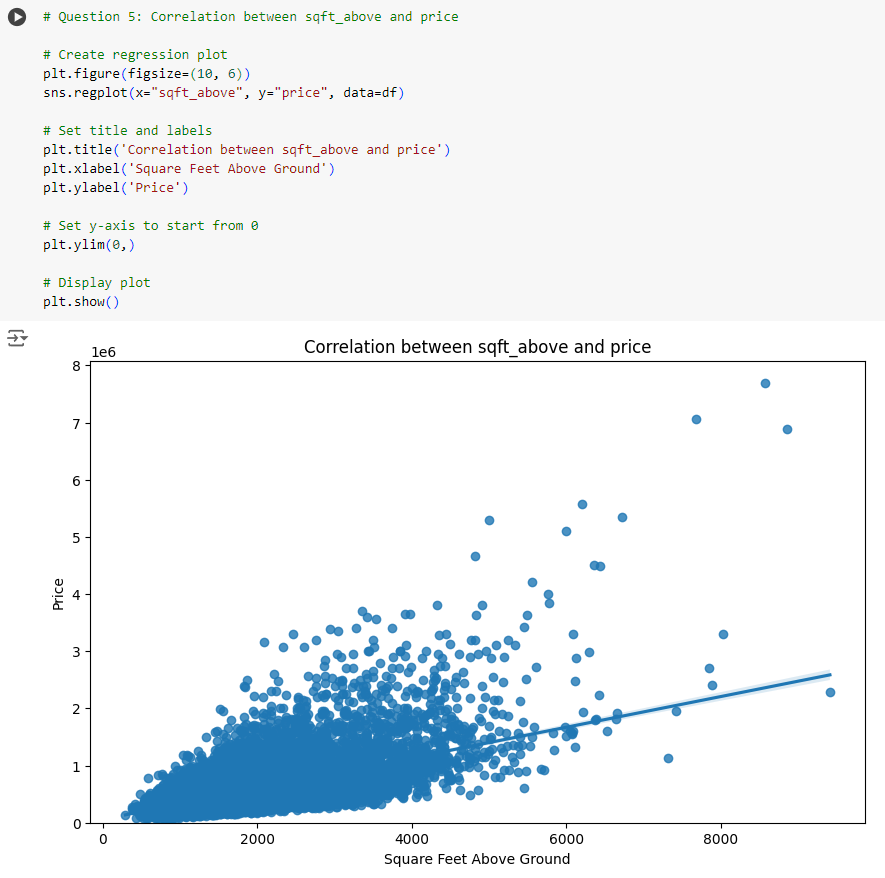 # Question 5: Correlation between sqft_above and price
# Create regression plot
plt.figure(figsize=(10, 6))
sns.regplot(x="sqft_above", y="price", data=df)
# Set title and labels
plt.title('Correlation between sqft_above and price')
plt.xlabel('Square Feet Above Ground')
plt.ylabel('Price')
# Set y-axis to start from 0
plt.ylim(0,)
# Display plot
plt.show()
Correlation between sqft_above and price
1e6
8
7
6
5
4
3
2
1
0
Price
0 2000 4000 6000 8000
Square Feet Above Ground